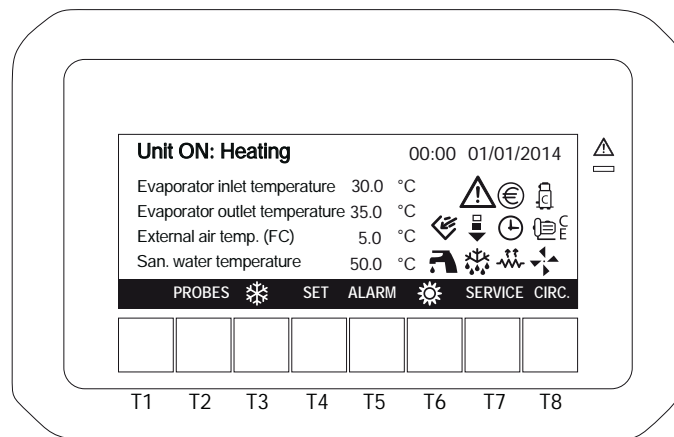 Unit ON: Heating 00:00 01/01/2014
Evaporator inlet temperature 30.0 °C
Evaporator outlet temperature 35.0 °C
External air temp. (FC) 5.0 °C
San. water temperature 50.0 °C
€ C
C
E
PROBES SET ALARM SERVICE CIRC.
T1 T2 T3 T4 T5 T6 T7 T8